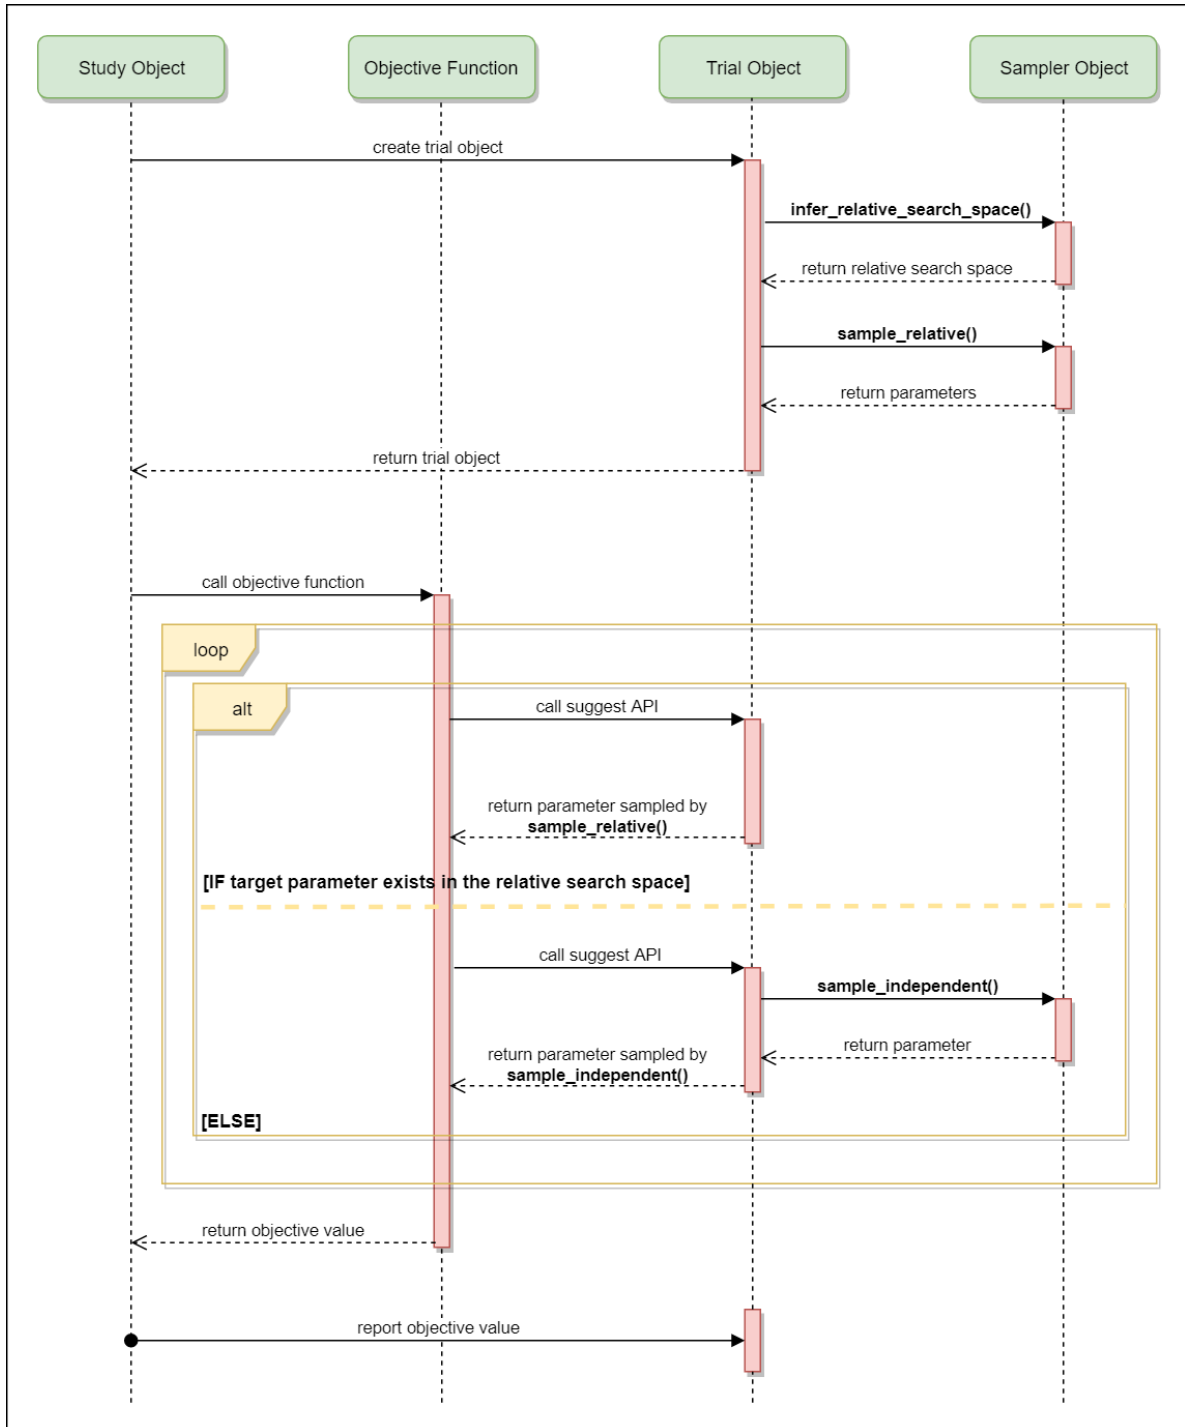 Study Object
Objective Function
Trial Object
Sampler Object
create trial object
infer_relative_search_space()
return relative search space
sample_relative()
return parameters
return trial object
call objective function
loop
alt
call suggest API
return parameter sampled by
sample_relative()
[IF target parameter exists in the relative search space]
call suggest API
sample_independent()
return parameter
return parameter sampled by
sample_independent()
[ELSE]
return objective value
report objective value